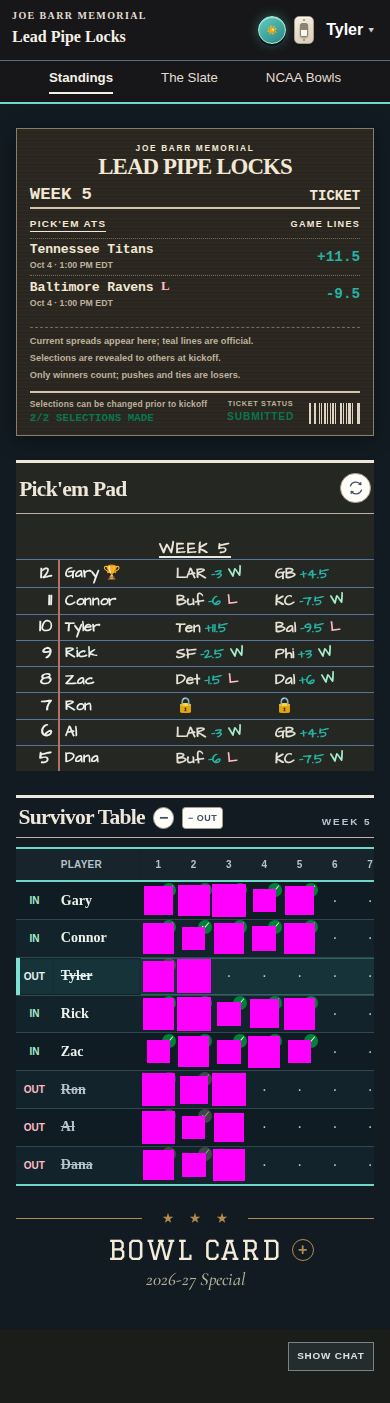 JOE BARR MEMORIAL
Lead Pipe Locks
Tyler
Standings The Slate NCAA Bowls
JOE BARR MEMORIAL
LEAD PIPE LOCKS
WEEK 5 TICKET
PICK'EM ATS GAME LINES
Tennessee Titans
Oct 4 · 1:00 PM EDT
+11.5
Baltimore Ravens L
Oct 4 · 1:00 PM EDT
-9.5
Current spreads appear here; teal lines are official.
Selections are revealed to others at kickoff.
Only winners count; pushes and ties are losers.
Selections can be changed prior to kickoff
2/2 SELECTIONS MADE
TICKET STATUS
SUBMITTED
Pick'em Pad
WEEK 5
12 Gary 🏆 LAR -3 W GB +4.5
11 Connor Buf -6 L KC -7.5 W
10 Tyler Ten +11.5 Bal -9.5 L
9 Rick SF -2.5 W Phi +3 W
8 Zac Det -1.5 L Dal +6 W
7 Ron 🔒 🔒
6 Al LAR -3 W GB +4.5
5 Dana Buf -6 L KC -7.5 W
Survivor Table − − OUT WEEK 5
PLAYER 1 2 3 4 5 6 7
IN Gary · ·
IN Connor · ·
OUT Tyler · · · · ·
IN Rick · ·
IN Zac · ·
OUT Ron · · · ·
OUT Al · · · ·
OUT Dana · · · ·
★ ★ ★
BOWL CARD +
2026-27 Special
SHOW CHAT